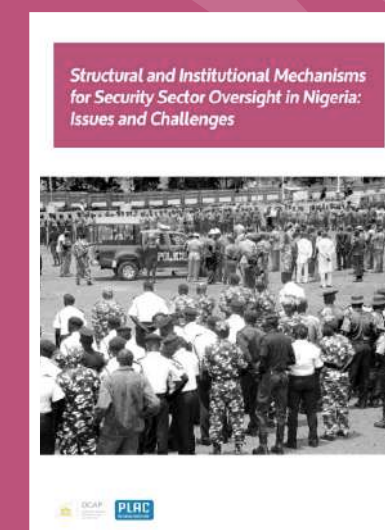 Structural and Institutional Mechanisms
for Security Sector Oversight in Nigeria:
Issues and Challenges
POLICE
DCAF
PLAC